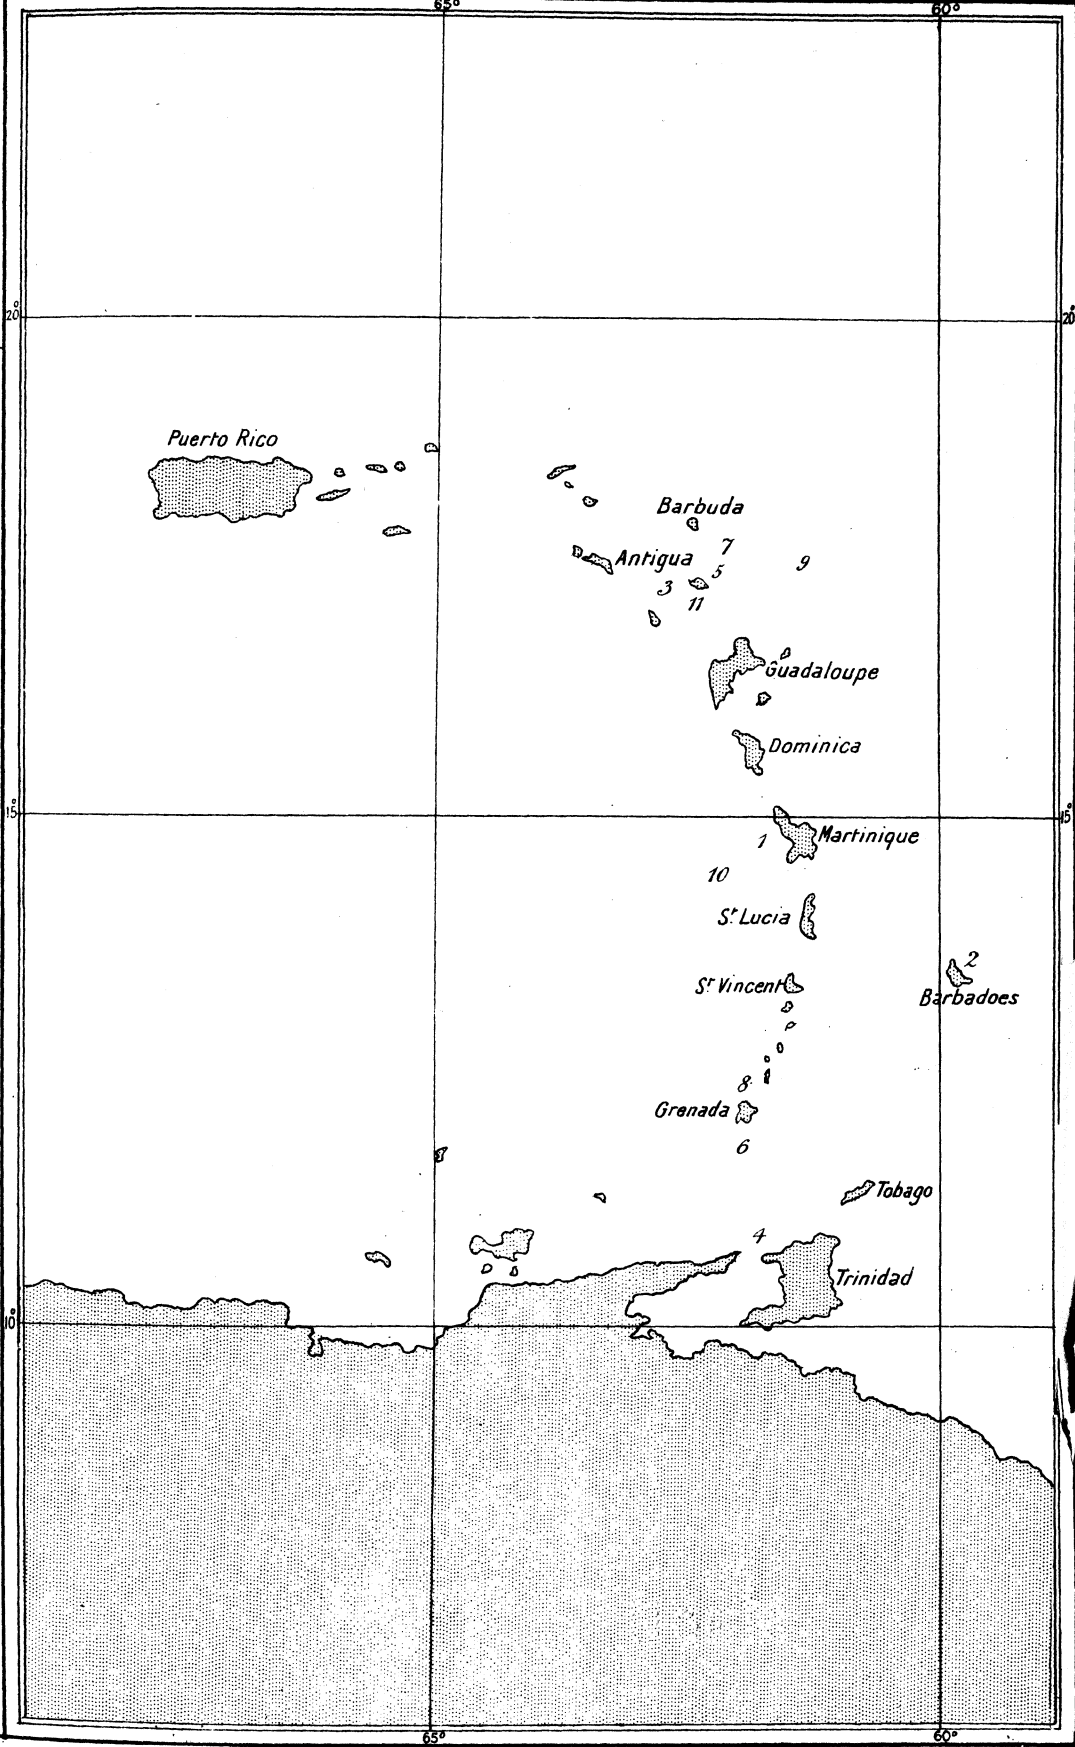 65° 60°
20° 20°
Puerto Rico
Barbuda
7
Antigua 5 9
3
11
Guadaloupe
Dominica
15° 15°
1 Martinique
10
St. Lucia
2
St Vincent
Barbadoes
8
Grenada
6
Tobago
4
Trinidad
10°
65° 60°